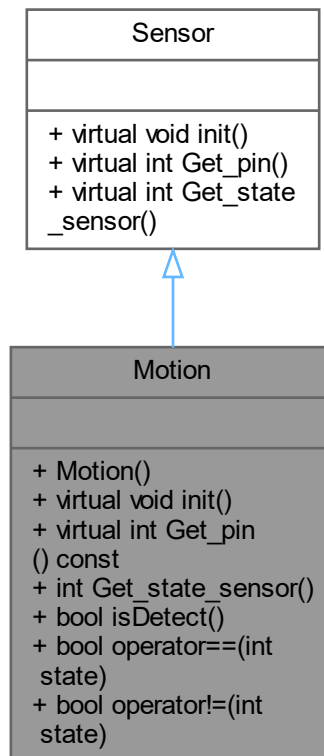 Sensor
+ virtual void init()
+ virtual int Get_pin()
+ virtual int Get_state
_sensor()
Motion
+ Motion()
+ virtual void init()
+ virtual int Get_pin
() const
+ int Get_state_sensor()
+ bool isDetect()
+ bool operator==(int
state)
+ bool operator!=(int
state)